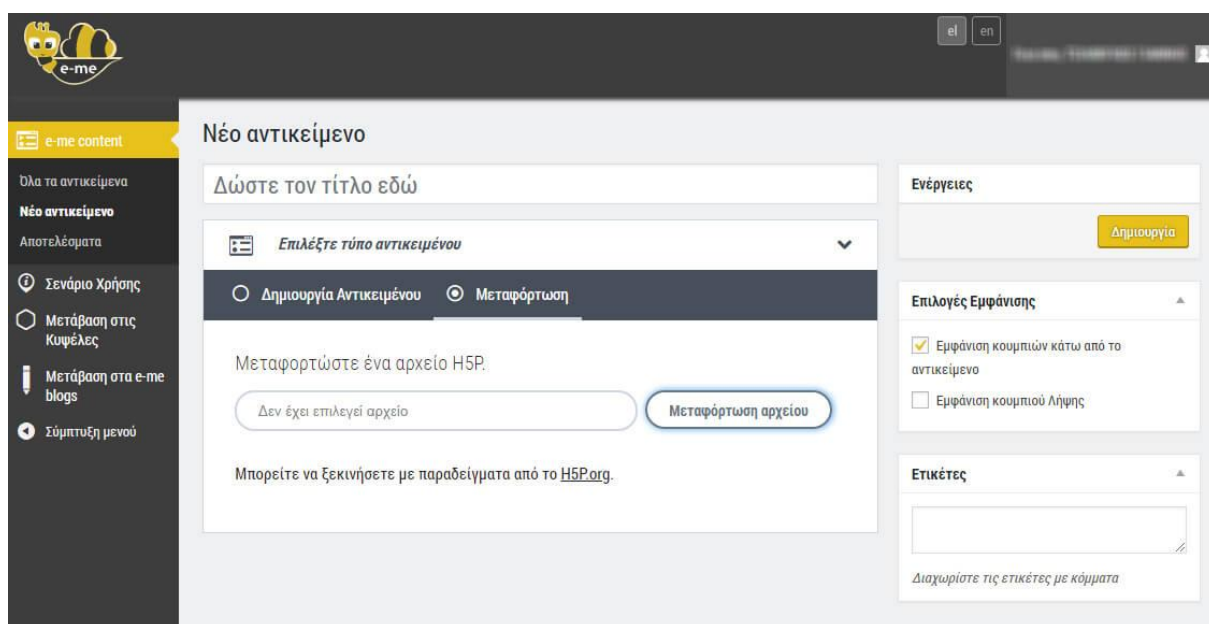 e-me
el en
e-me content
Όλα τα αντικείμενα
Νέο αντικείμενο
Αποτελέσματα
Σενάριο Χρήσης
Μετάβαση στις
Κυψέλες
Μετάβαση στα e-me
blogs
Σύμπτυξη μενού
Νέο αντικείμενο
Δώστε τον τίτλο εδώ
Επιλέξτε τύπο αντικειμένου
Δημιουργία Αντικειμένου Μεταφόρτωση
Μεταφορτώστε ένα αρχείο H5P.
Δεν έχει επιλεγεί αρχείο Μεταφόρτωση αρχείου
Μπορείτε να ξεκινήσετε με παραδείγματα από το H5P.org.
Ενέργειες
Δημιουργία
Επιλογές Εμφάνισης
Εμφάνιση κουμπιών κάτω από το
αντικείμενο
Εμφάνιση κουμπιού Λήψης
Ετικέτες
Διαχωρίστε τις ετικέτες με κόμματα